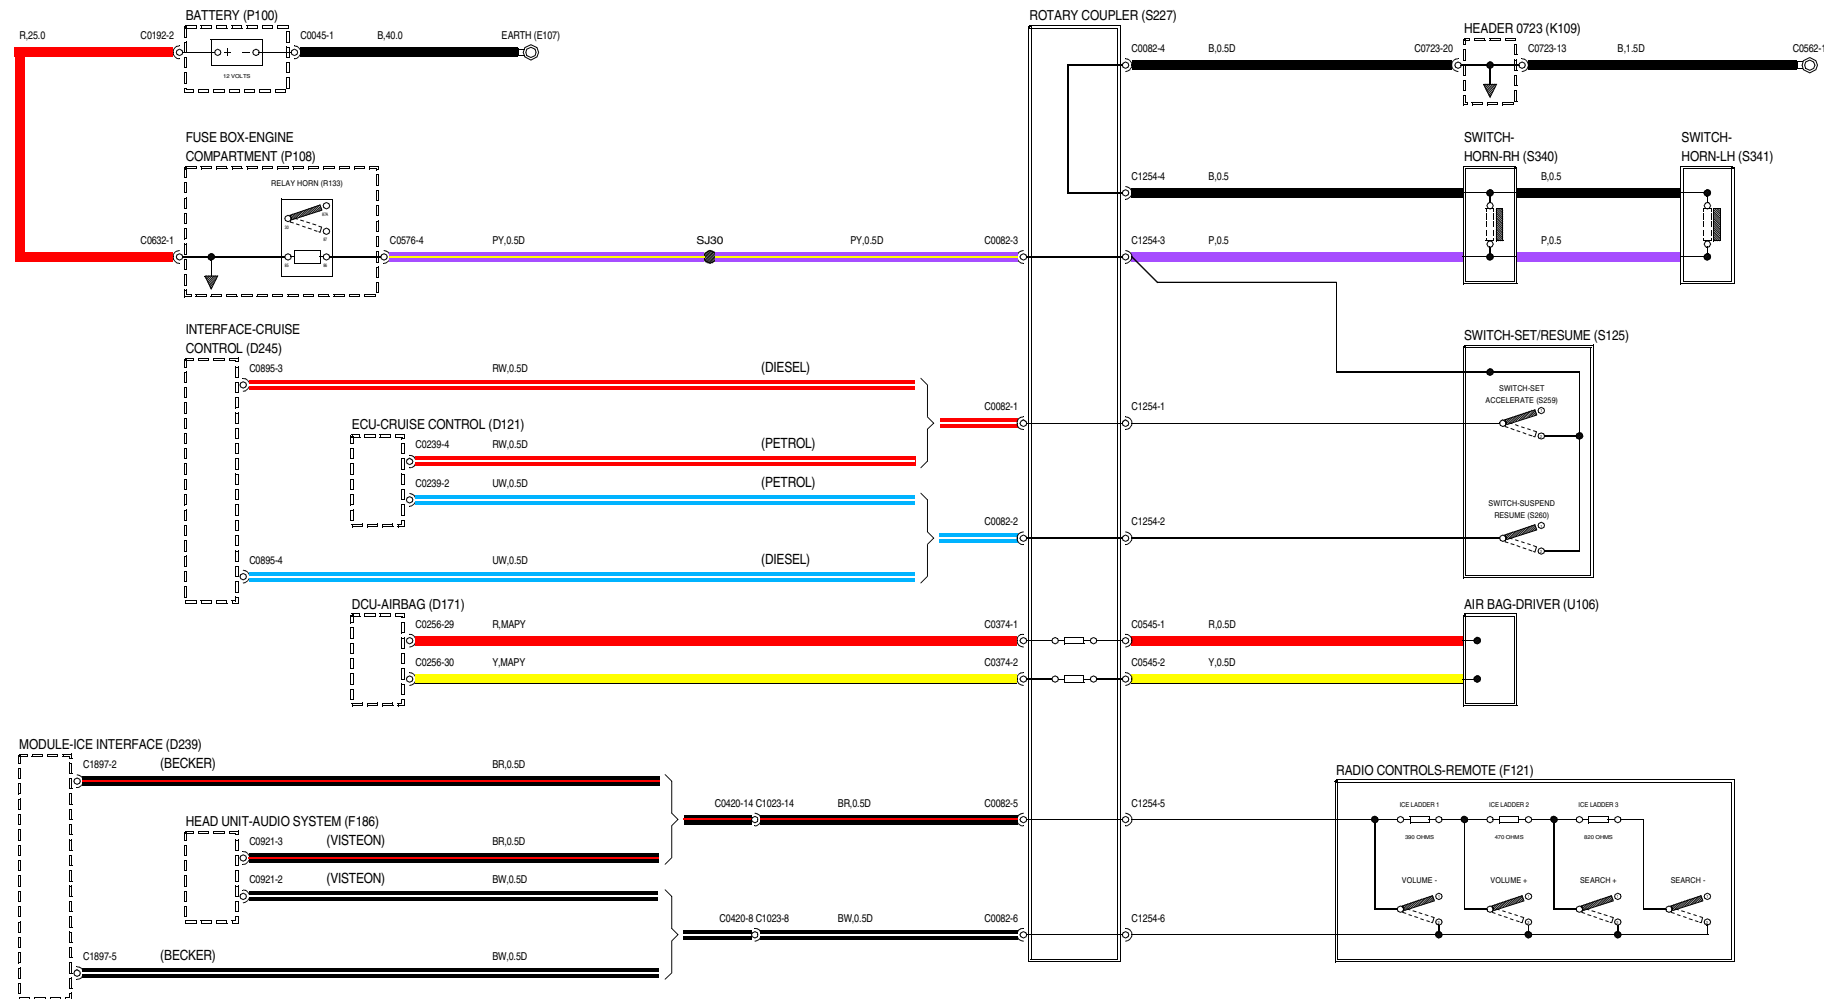 BATTERY (P100)
R,25.0
C0192-2
C0045-1
B,40.0
EARTH (E107)
12 VOLTS
ROTARY COUPLER (S227)
HEADER 0723 (K109)
C0082-4
B,0.5D
C0723-20
C0723-13
B,1.5D
C0562-1
FUSE BOX-ENGINE
COMPARTMENT (P108)
RELAY HORN (R133)
87A
30
87
85
86
C0632-1
C0576-4
PY,0.5D
SJ30
PY,0.5D
C0082-3
SWITCH-
HORN-RH (S340)
SWITCH-
HORN-LH (S341)
C1254-4
B,0.5
B,0.5
C1254-3
P,0.5
P,0.5
INTERFACE-CRUISE
CONTROL (D245)
C0895-3
RW,0.5D
(DIESEL)
ECU-CRUISE CONTROL (D121)
C0239-4
RW,0.5D
(PETROL)
C0239-2
UW,0.5D
(PETROL)
C0895-4
UW,0.5D
(DIESEL)
C0082-1
C1254-1
C0082-2
C1254-2
SWITCH-SET/RESUME (S125)
SWITCH-SET
ACCELERATE (S259)
SWITCH-SUSPEND
RESUME (S260)
DCU-AIRBAG (D171)
C0256-29
R,MAPY
C0374-1
C0545-1
R,0.5D
C0256-30
Y,MAPY
C0374-2
C0545-2
Y,0.5D
AIR BAG-DRIVER (U106)
MODULE-ICE INTERFACE (D239)
C1897-2
(BECKER)
BR,0.5D
HEAD UNIT-AUDIO SYSTEM (F186)
C0921-3
(VISTEON)
BR,0.5D
C0921-2
(VISTEON)
BW,0.5D
C1897-5
(BECKER)
BW,0.5D
C0420-14 C1023-14
BR,0.5D
C0082-5
C1254-5
C0420-8 C1023-8
BW,0.5D
C0082-6
C1254-6
RADIO CONTROLS-REMOTE (F121)
ICE LADDER 1
ICE LADDER 2
ICE LADDER 3
390 OHMS
470 OHMS
820 OHMS
VOLUME -
VOLUME +
SEARCH +
SEARCH -